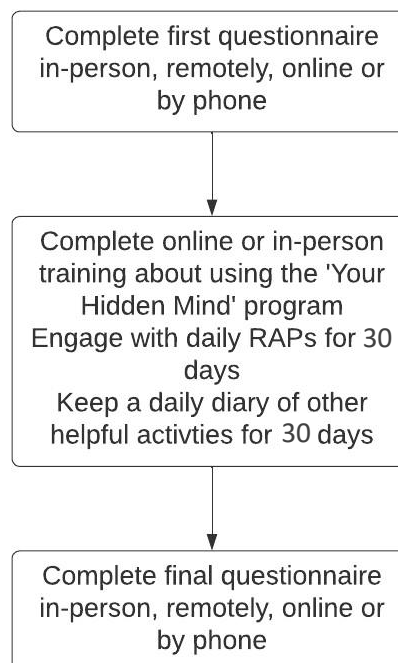 Complete first questionnaire
in-person, remotely, online or
by phone
Complete online or in-person
training about using the 'Your
Hidden Mind' program
Engage with daily RAPs for 30
days
Keep a daily diary of other
helpful activties for 30 days
Complete final questionnaire
in-person, remotely, online or
by phone